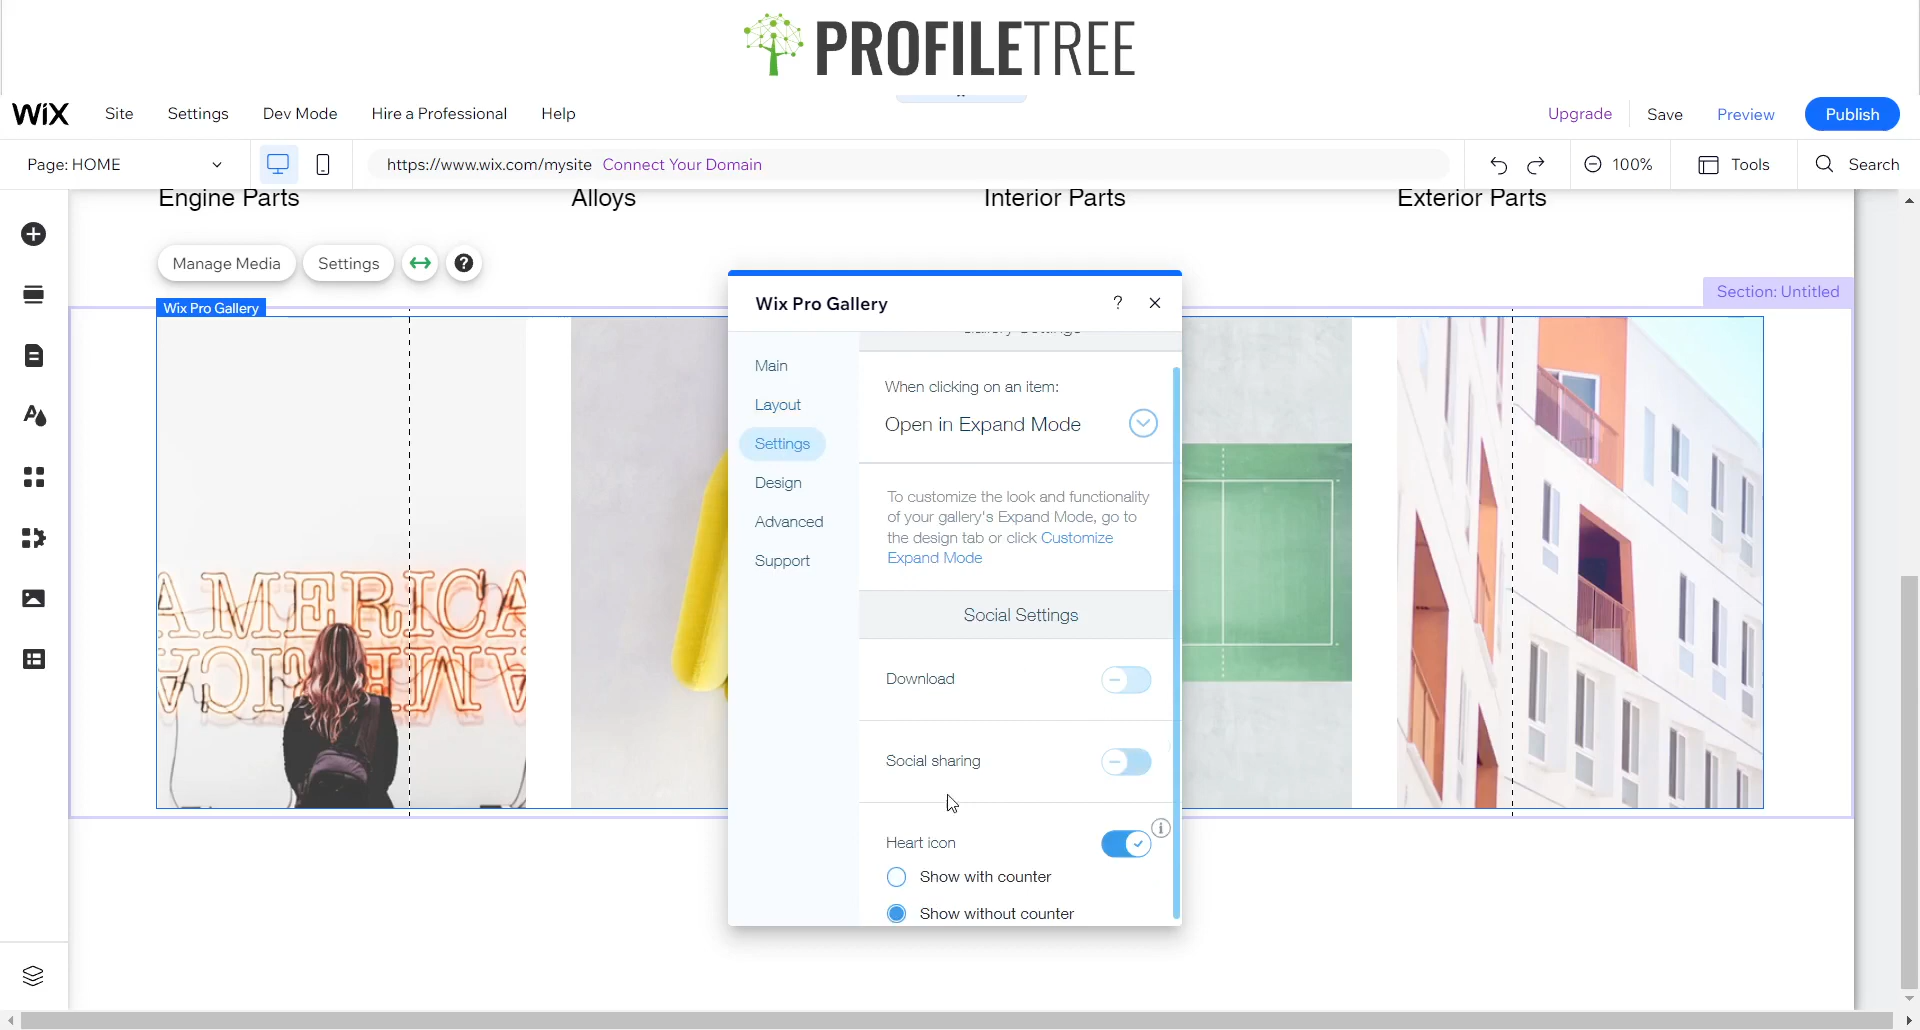 PROFILETREE
WiX
Site
Settings
Dev Mode
Hire a Professional
Help
Upgrade
Save
Preview
Publish
Page: HOME
https://www.wix.com/mysite Connect Your Domain
100%
Tools
Search
Engine Parts
Alloys
Interior Parts
Exterior Parts
Manage Media
Settings
?
Section: Untitled
Wix Pro Gallery
Wix Pro Gallery
?
Main
Layout
Settings
Design
Advanced
Support
Gallery Settings
When clicking on an item:
Open in Expand Mode
To customize the look and functionality
of your gallery's Expand Mode, go to
the design tab or click Customize
Expand Mode
Social Settings
Download
Social sharing
Heart icon
Show with counter
Show without counter
AMERICA